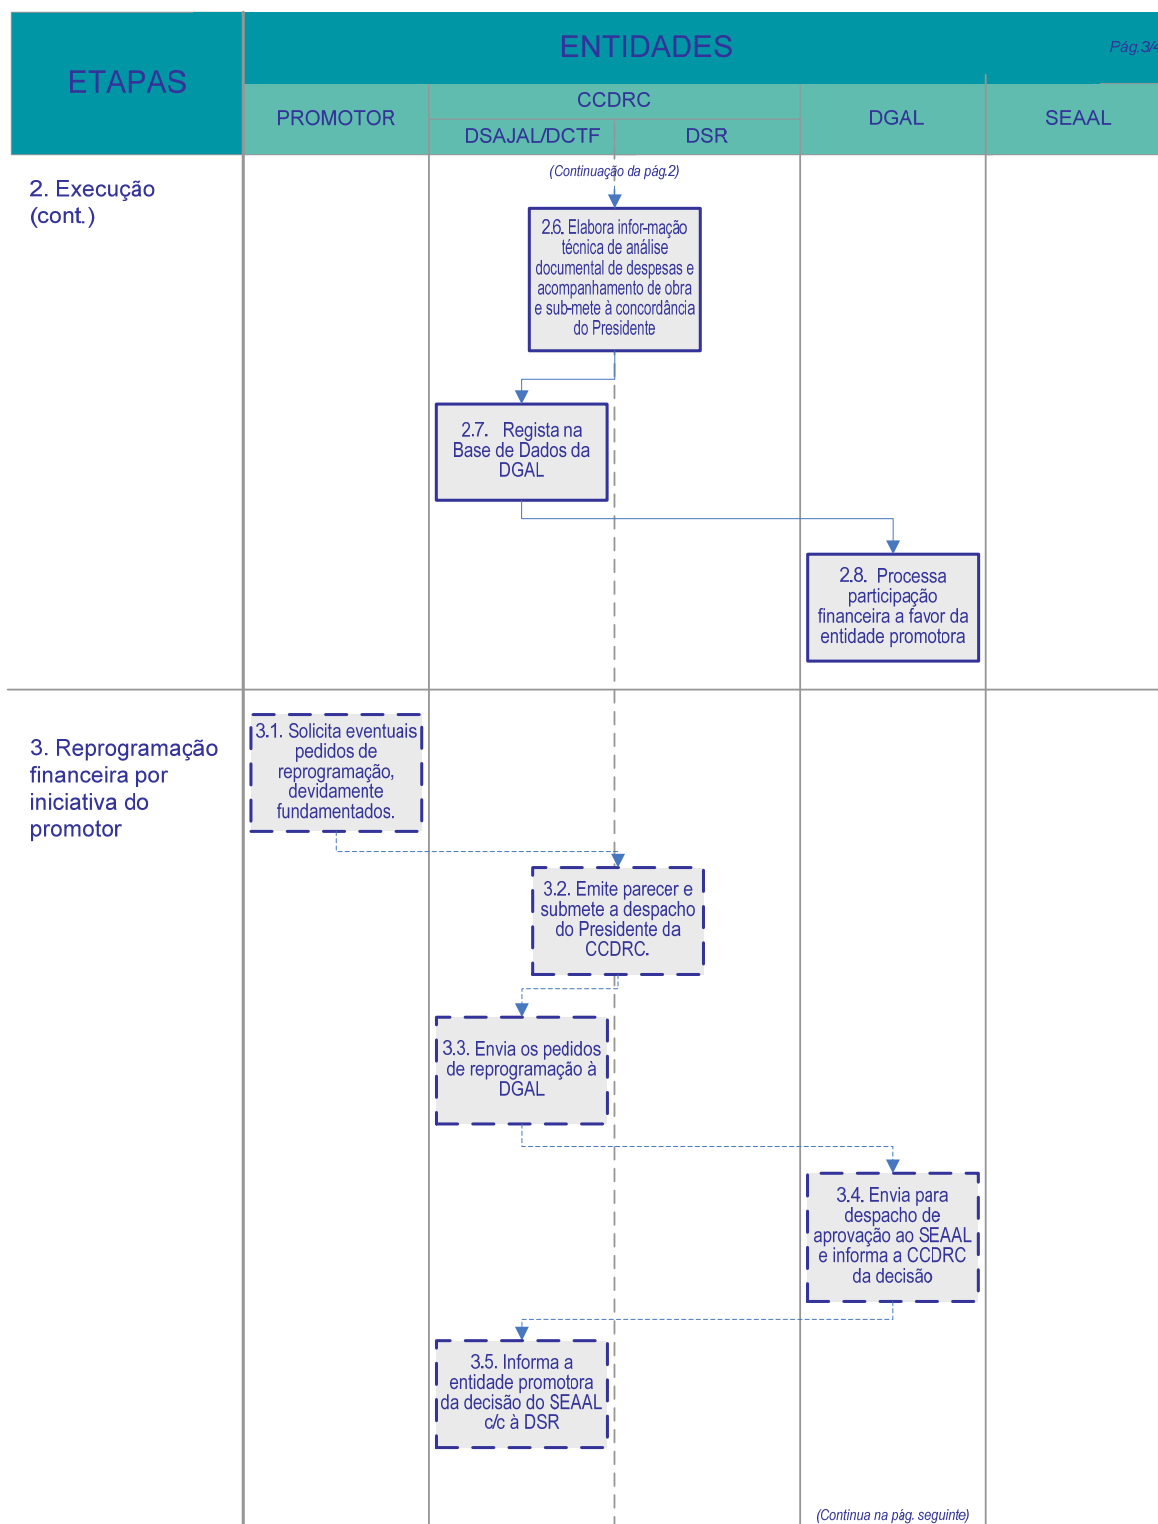 ETAPAS
ENTIDADES
Pág.3/4
PROMOTOR
CCDRC
DSAJAL/DCTF
DSR
DGAL
SEAAL
(Continuação da pág.2)
2. Execução
(cont.)
2.6. Elabora infor-mação
técnica de análise
documental de despesas e
acompanhamento de obra
e sub-mete à concordância
do Presidente
2.7. Regista na
Base de Dados da
DGAL
2.8. Processa
participação
financeira a favor da
entidade promotora
3. Reprogramação
financeira por
iniciativa do
promotor
3.1. Solicita eventuais
pedidos de
reprogramação,
devidamente
fundamentados.
3.2. Emite parecer e
submete a despacho
do Presidente da
CCDRC.
3.3. Envia os pedidos
de reprogramação à
DGAL
3.4. Envia para
despacho de
aprovação ao SEAAL
e informa a CCDRC
da decisão
3.5. Informa a
entidade promotora
da decisão do SEAAL
c/c à DSR
(Continua na pág. seguinte)